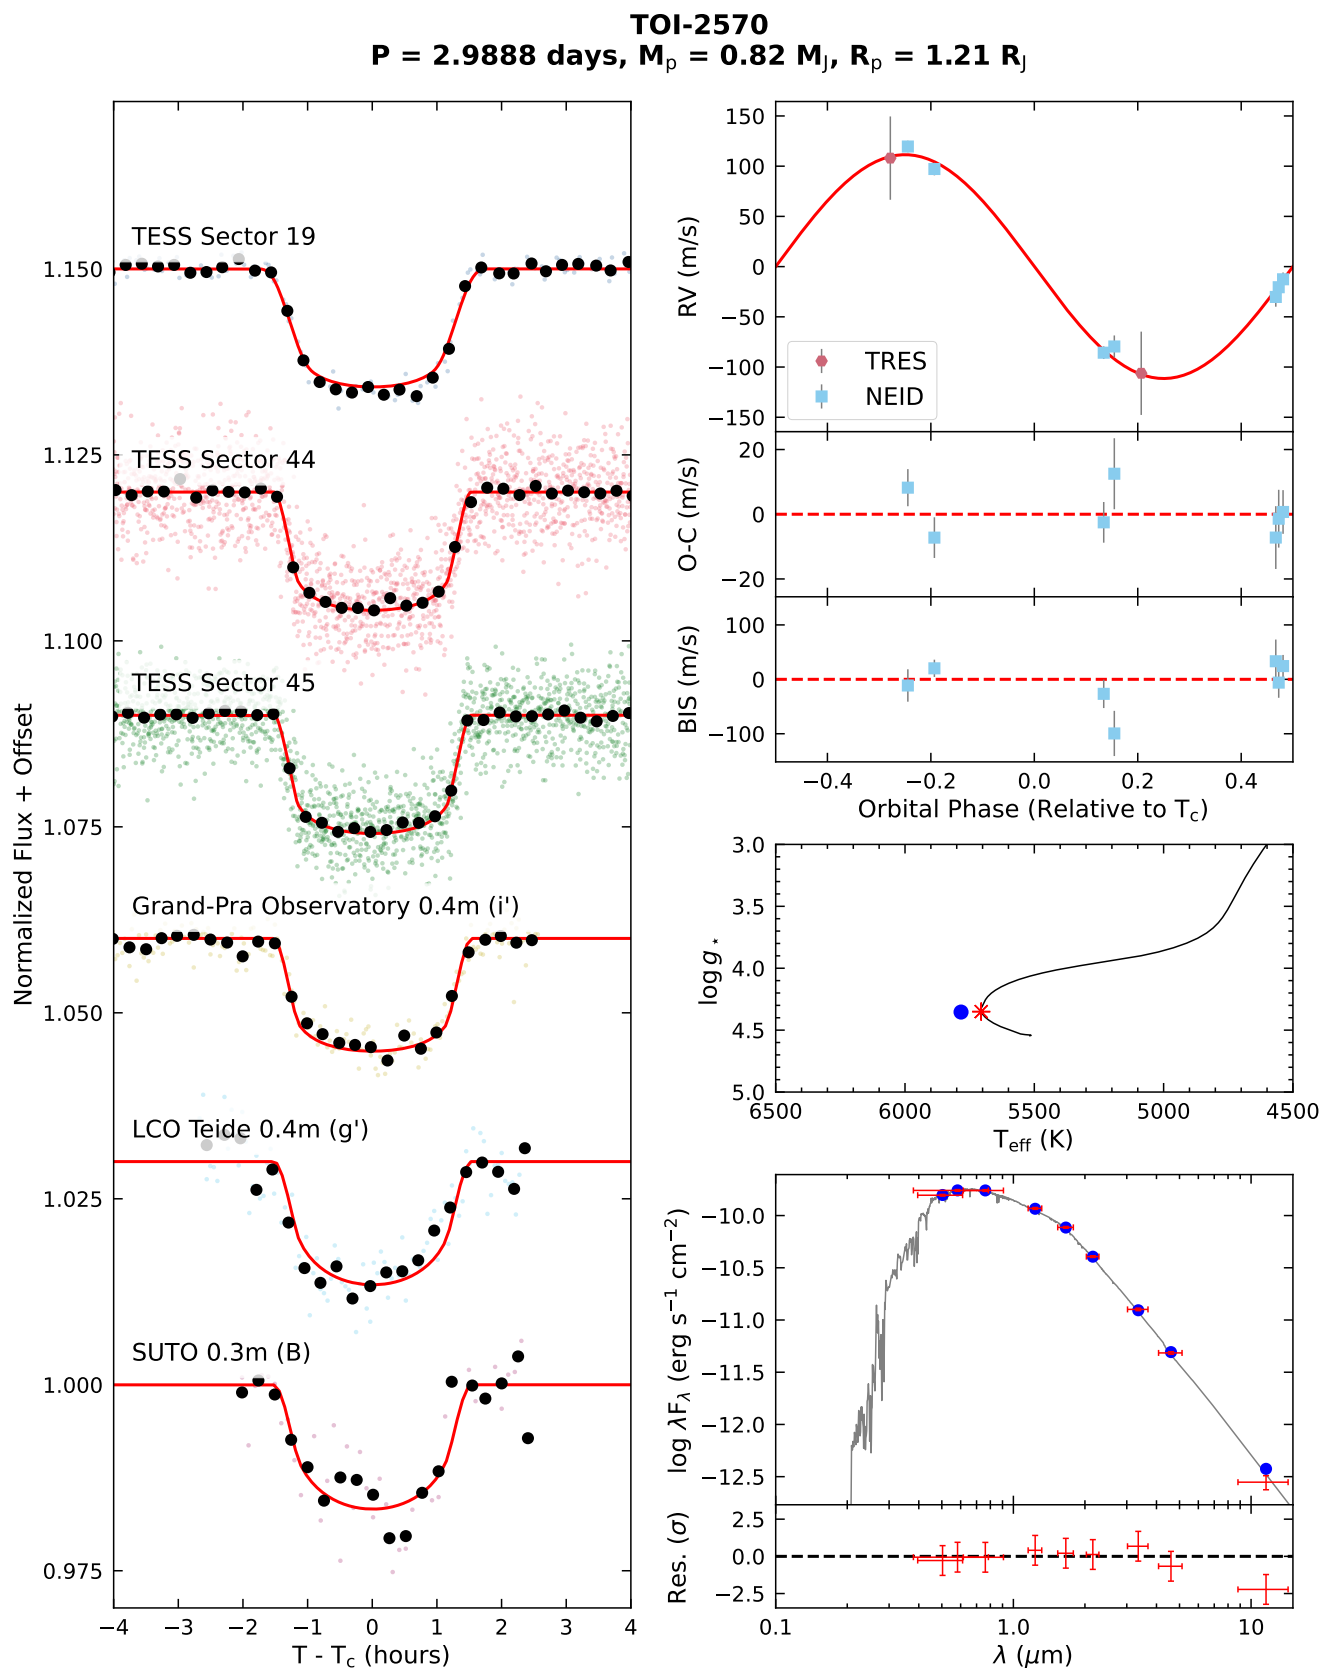 TOI-2570
P = 2.9888 days, Mp = 0.82 MJ, Rp = 1.21 RJ
Normalized Flux + Offset
1.150
1.125
1.100
1.075
1.050
1.025
1.000
0.975
TESS Sector 19
TESS Sector 44
TESS Sector 45
Grand-Pra Observatory 0.4m (i')
LCO Teide 0.4m (g')
SUTO 0.3m (B)
−4 −3 −2 −1 0 1 2 3 4
T - Tc (hours)
RV (m/s)
150
100
50
0
−50
−100
−150
TRES
NEID
O-C (m/s)
20
0
−20
BIS (m/s)
100
0
−100
−0.4 −0.2 0.0 0.2 0.4
Orbital Phase (Relative to Tc)
log g⋆
3.0
3.5
4.0
4.5
5.0
6500 6000 5500 5000 4500
Teff (K)
log λFλ (erg s−1 cm−2)
−10.0
−10.5
−11.0
−11.5
−12.0
−12.5
Res. (σ)
2.5
0.0
−2.5
0.1 1.0 10
λ (μm)